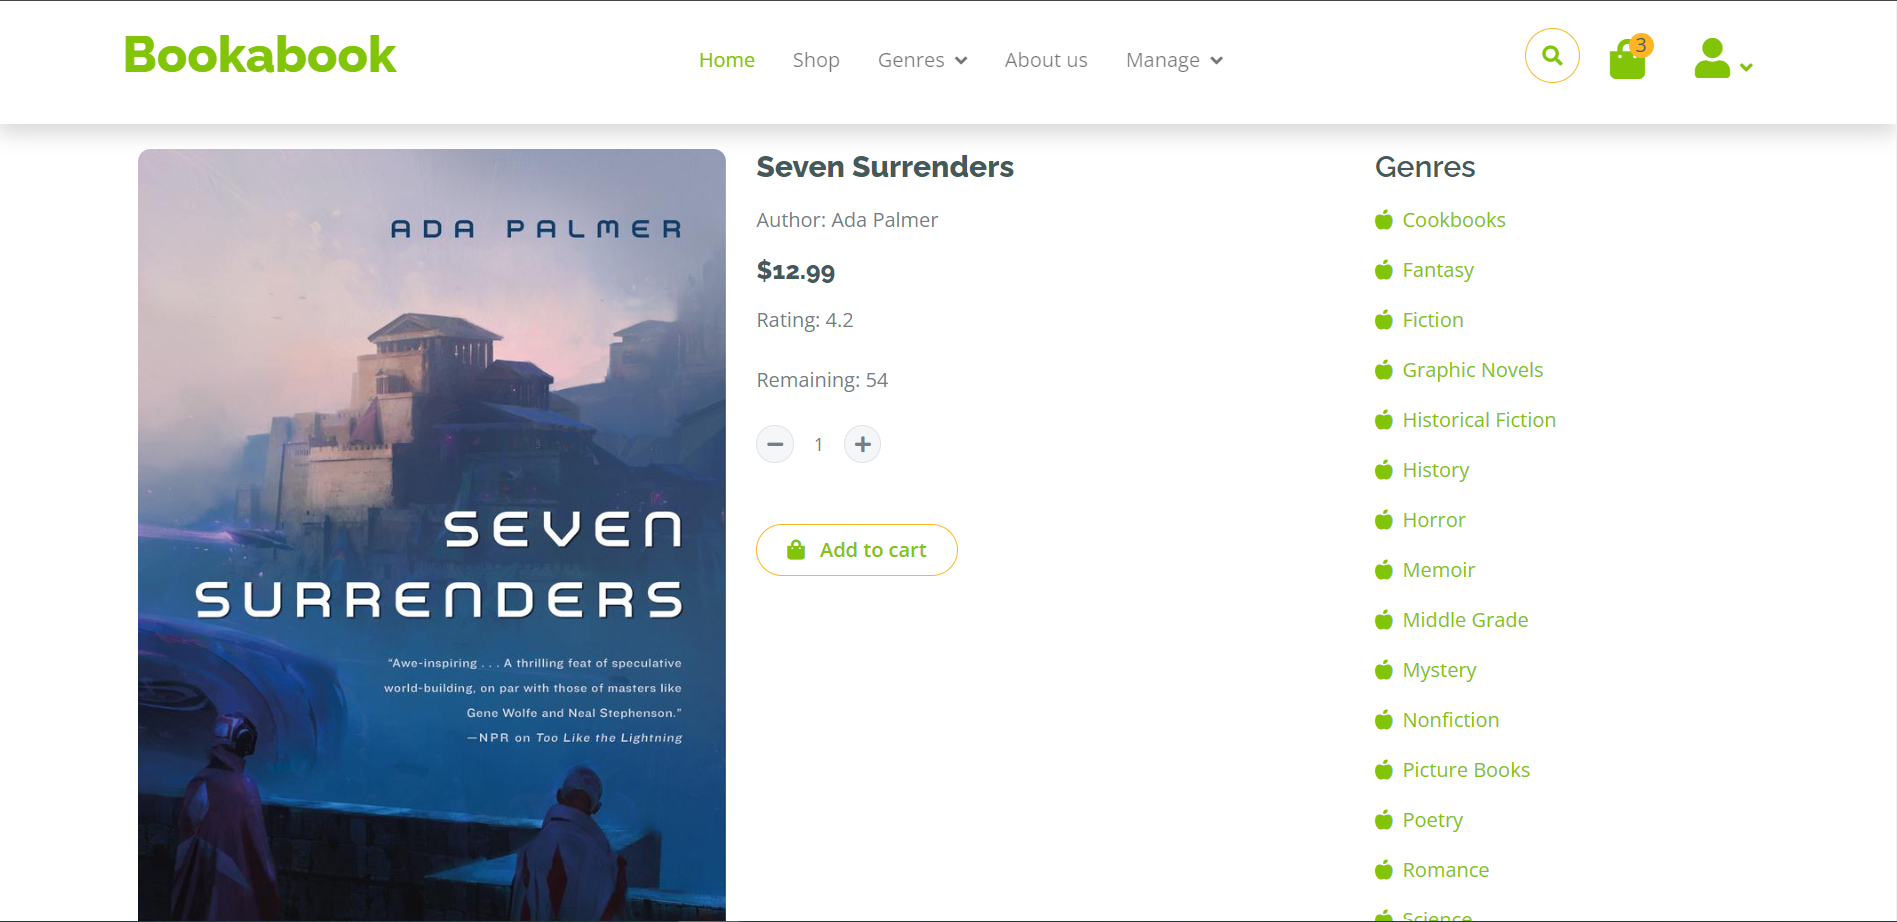 Bookabook
Home
Shop
Genres
About us
Manage
3
ADA PALMER
SEVEN
SURRENDERS
"Awe-inspiring . . . A thrilling feat of speculative
world-building, on par with those of masters like
Gene Wolfe and Neal Stephenson."
—NPR on Too Like the Lightning
Seven Surrenders
Author: Ada Palmer
$12.99
Rating: 4.2
Remaining: 54
1
Add to cart
Genres
Cookbooks
Fantasy
Fiction
Graphic Novels
Historical Fiction
History
Horror
Memoir
Middle Grade
Mystery
Nonfiction
Picture Books
Poetry
Romance
Science